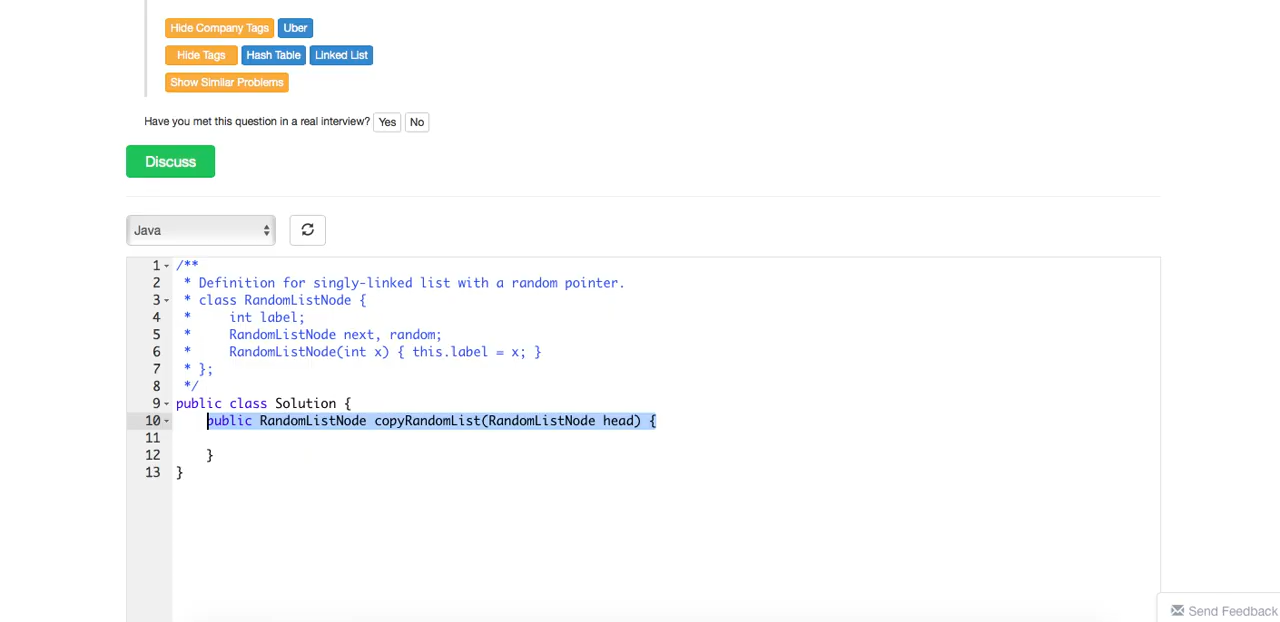 Hide Company Tags Uber
Hide Tags Hash Table Linked List
Show Similar Problems
Have you met this question in a real interview? Yes No
Discuss
Java
1 /**
2 * Definition for singly-linked list with a random pointer.
3 * class RandomListNode {
4 *     int label;
5 *     RandomListNode next, random;
6 *     RandomListNode(int x) { this.label = x; }
7 * };
8 */
9 public class Solution {
10     public RandomListNode copyRandomList(RandomListNode head) {
11
12     }
13 }
Send Feedback